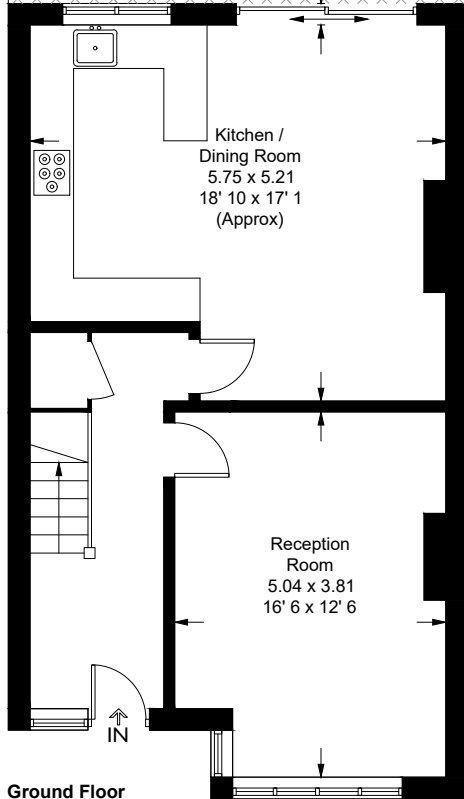 Kitchen /
Dining Room
5.75 x 5.21
18' 10 x 17' 1
(Approx)
Reception
Room
5.04 x 3.81
16' 6 x 12' 6
IN
Ground Floor